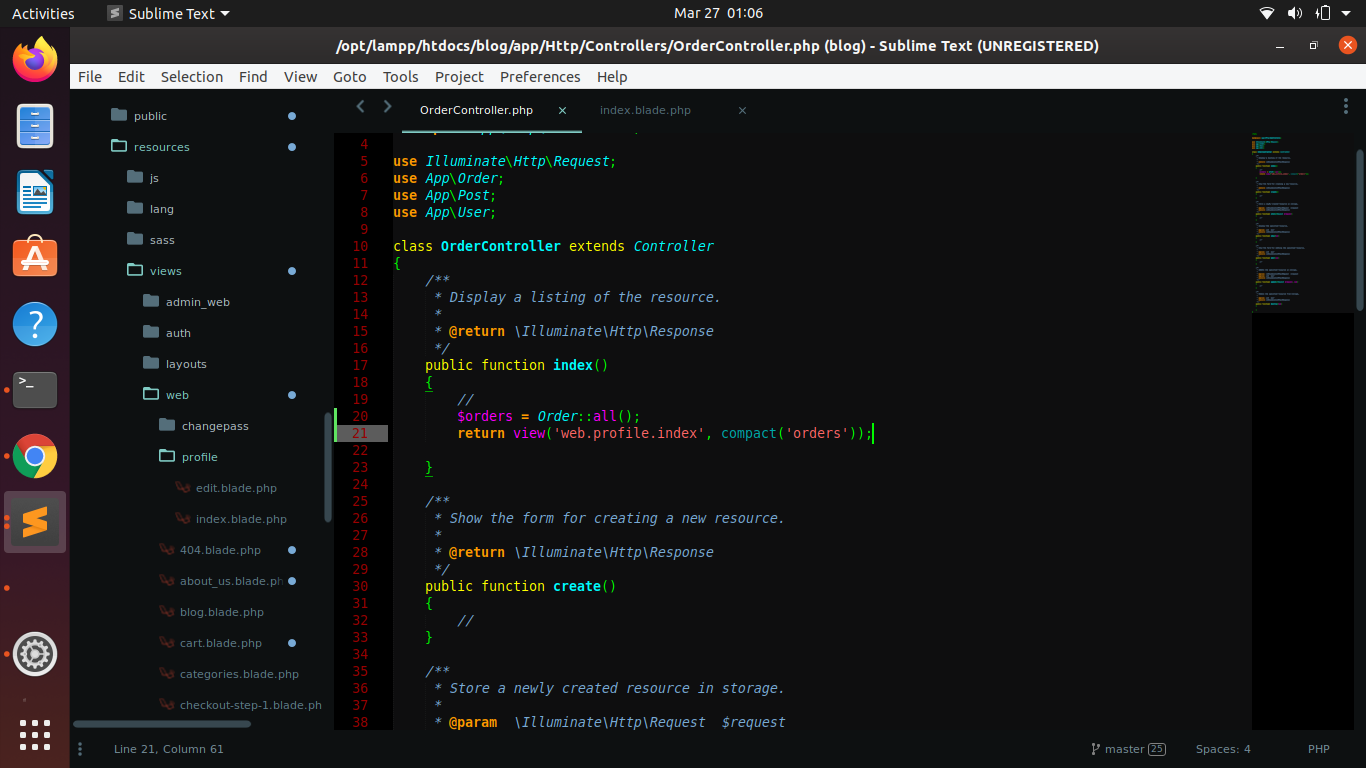 Activities
Sublime Text
Mar 27 01:06
/opt/lampp/htdocs/blog/app/Http/Controllers/OrderController.php (blog) - Sublime Text (UNREGISTERED)
File Edit Selection Find View Goto Tools Project Preferences Help
public
resources
js
lang
sass
views
admin_web
auth
layouts
web
changepass
profile
edit.blade.php
index.blade.php
404.blade.php
about_us.blade.ph
blog.blade.php
cart.blade.php
categories.blade.php
checkout-step-1.blade.ph
OrderController.php
index.blade.php
4
5 use Illuminate\Http\Request;
6 use App\Order;
7 use App\Post;
8 use App\User;
9
10 class OrderController extends Controller
11 {
12 /**
13 * Display a listing of the resource.
14 *
15 * @return \Illuminate\Http\Response
16 */
17 public function index()
18 {
19 //
20 $orders = Order::all();
21 return view('web.profile.index', compact('orders'));
22
23 }
24
25 /**
26 * Show the form for creating a new resource.
27 *
28 * @return \Illuminate\Http\Response
29 */
30 public function create()
31 {
32 //
33 }
34
35 /**
36 * Store a newly created resource in storage.
37 *
38 * @param \Illuminate\Http\Request $request
Line 21, Column 61
master 25
Spaces: 4
PHP